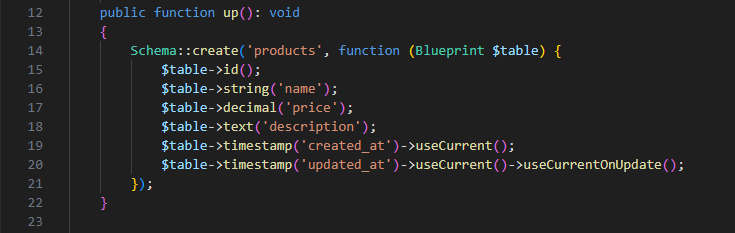 12 public function up(): void
13 {
14 Schema::create('products', function (Blueprint $table) {
15 $table->id();
16 $table->string('name');
17 $table->decimal('price');
18 $table->text('description');
19 $table->timestamp('created_at')->useCurrent();
20 $table->timestamp('updated_at')->useCurrent()->useCurrentOnUpdate();
21 });
22 }
23